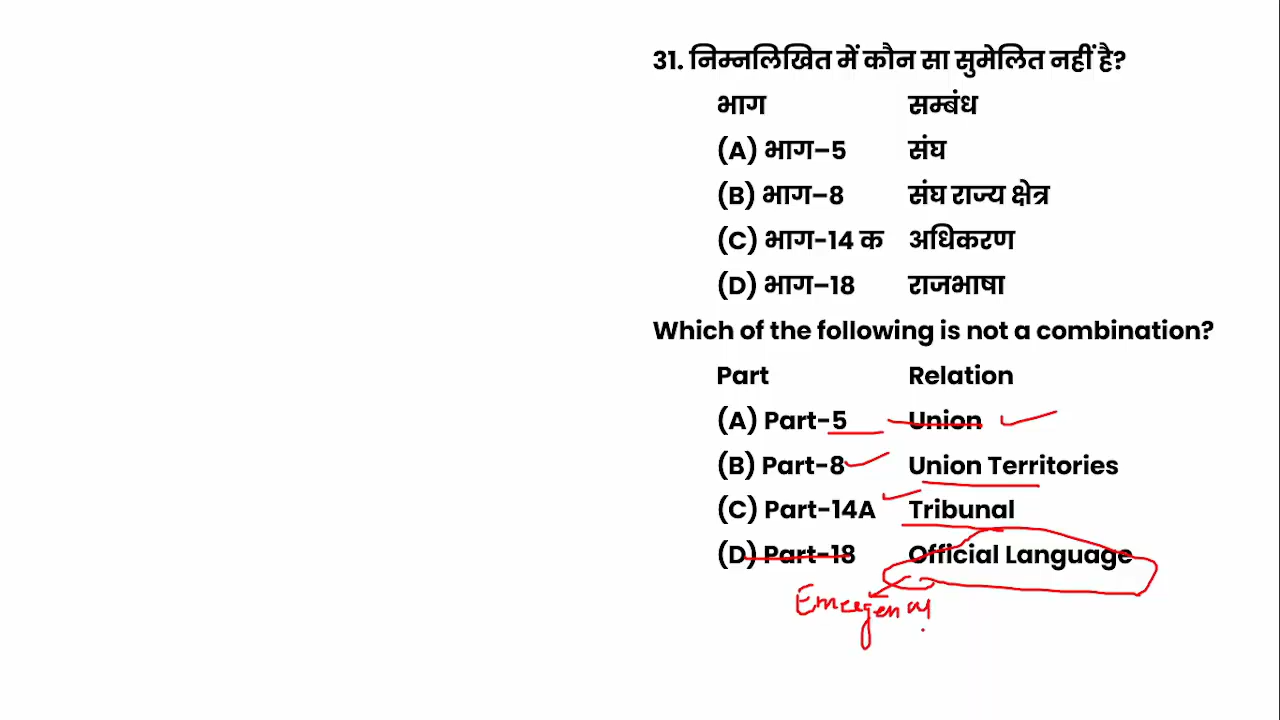 31. निम्नलिखित में कौन सा सुमेलित नहीं है?
भाग सम्बंध
(A) भाग–5 संघ
(B) भाग–8 संघ राज्य क्षेत्र
(C) भाग-14 क अधिकरण
(D) भाग–18 राजभाषा
Which of the following is not a combination?
Part Relation
(A) Part-5 Union
(B) Part-8 Union Territories
(C) Part-14A Tribunal
(D) Part-18 Official Language